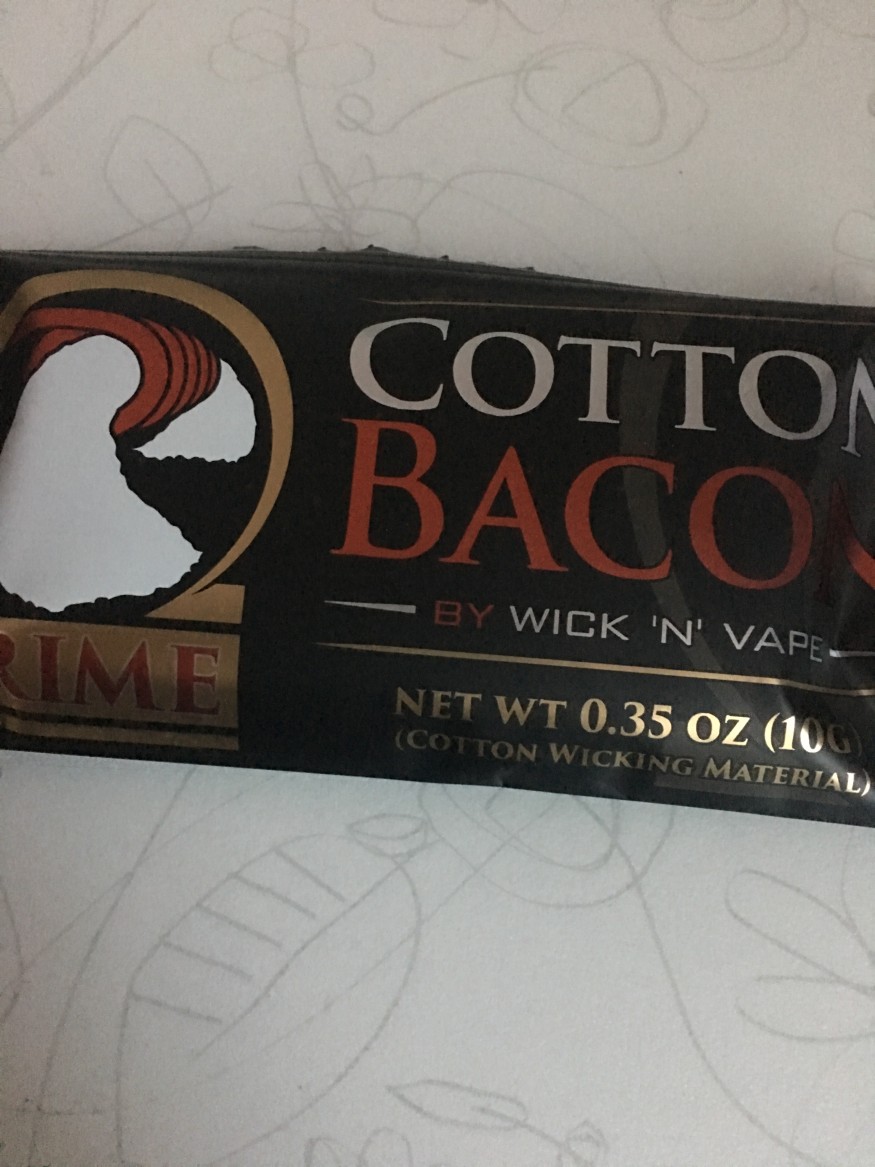 COTTON
BACON
BY WICK 'N' VAPE
RIME
NET WT 0.35 OZ (10G)
(COTTON WICKING MATERIAL)